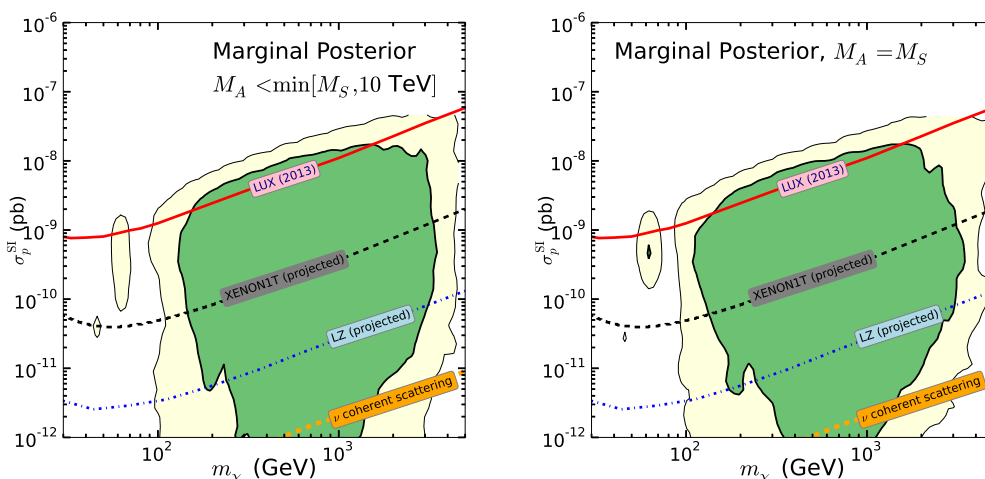 Marginal Posterior
M_A < min[M_S, 10 TeV]
10^-6
10^-7
10^-8
10^-9
10^-10
10^-11
10^-12
σ_p^SI (pb)
LUX (2013)
XENON1T (projected)
LZ (projected)
ν coherent scattering
10^2
10^3
m_χ (GeV)
Marginal Posterior, M_A = M_S
10^-6
10^-7
10^-8
10^-9
10^-10
10^-11
10^-12
σ_p^SI (pb)
LUX (2013)
XENON1T (projected)
LZ (projected)
ν coherent scattering
10^2
10^3
m_χ (GeV)